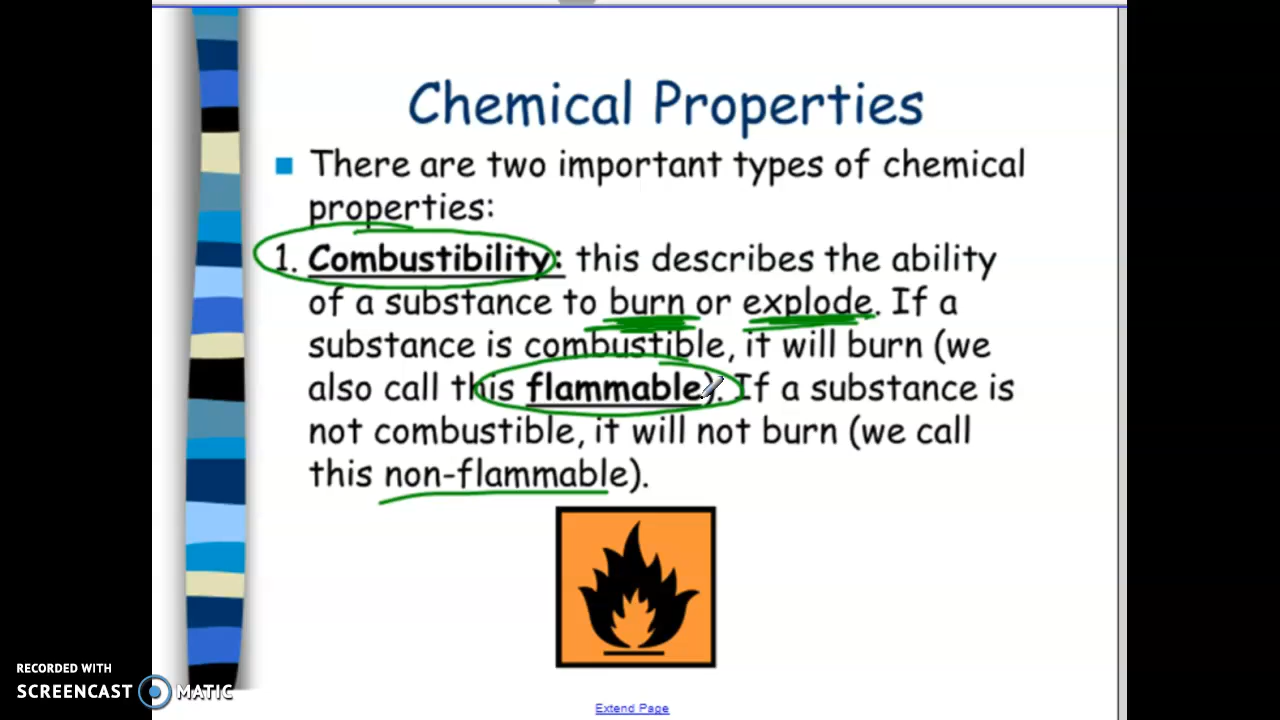 Chemical Properties
There are two important types of chemical
properties:
1. Combustibility: this describes the ability
of a substance to burn or explode. If a
substance is combustible, it will burn (we
also call this flammable). If a substance is
not combustible, it will not burn (we call
this non-flammable).
RECORDED WITH
SCREENCAST MATIC
Extend Page